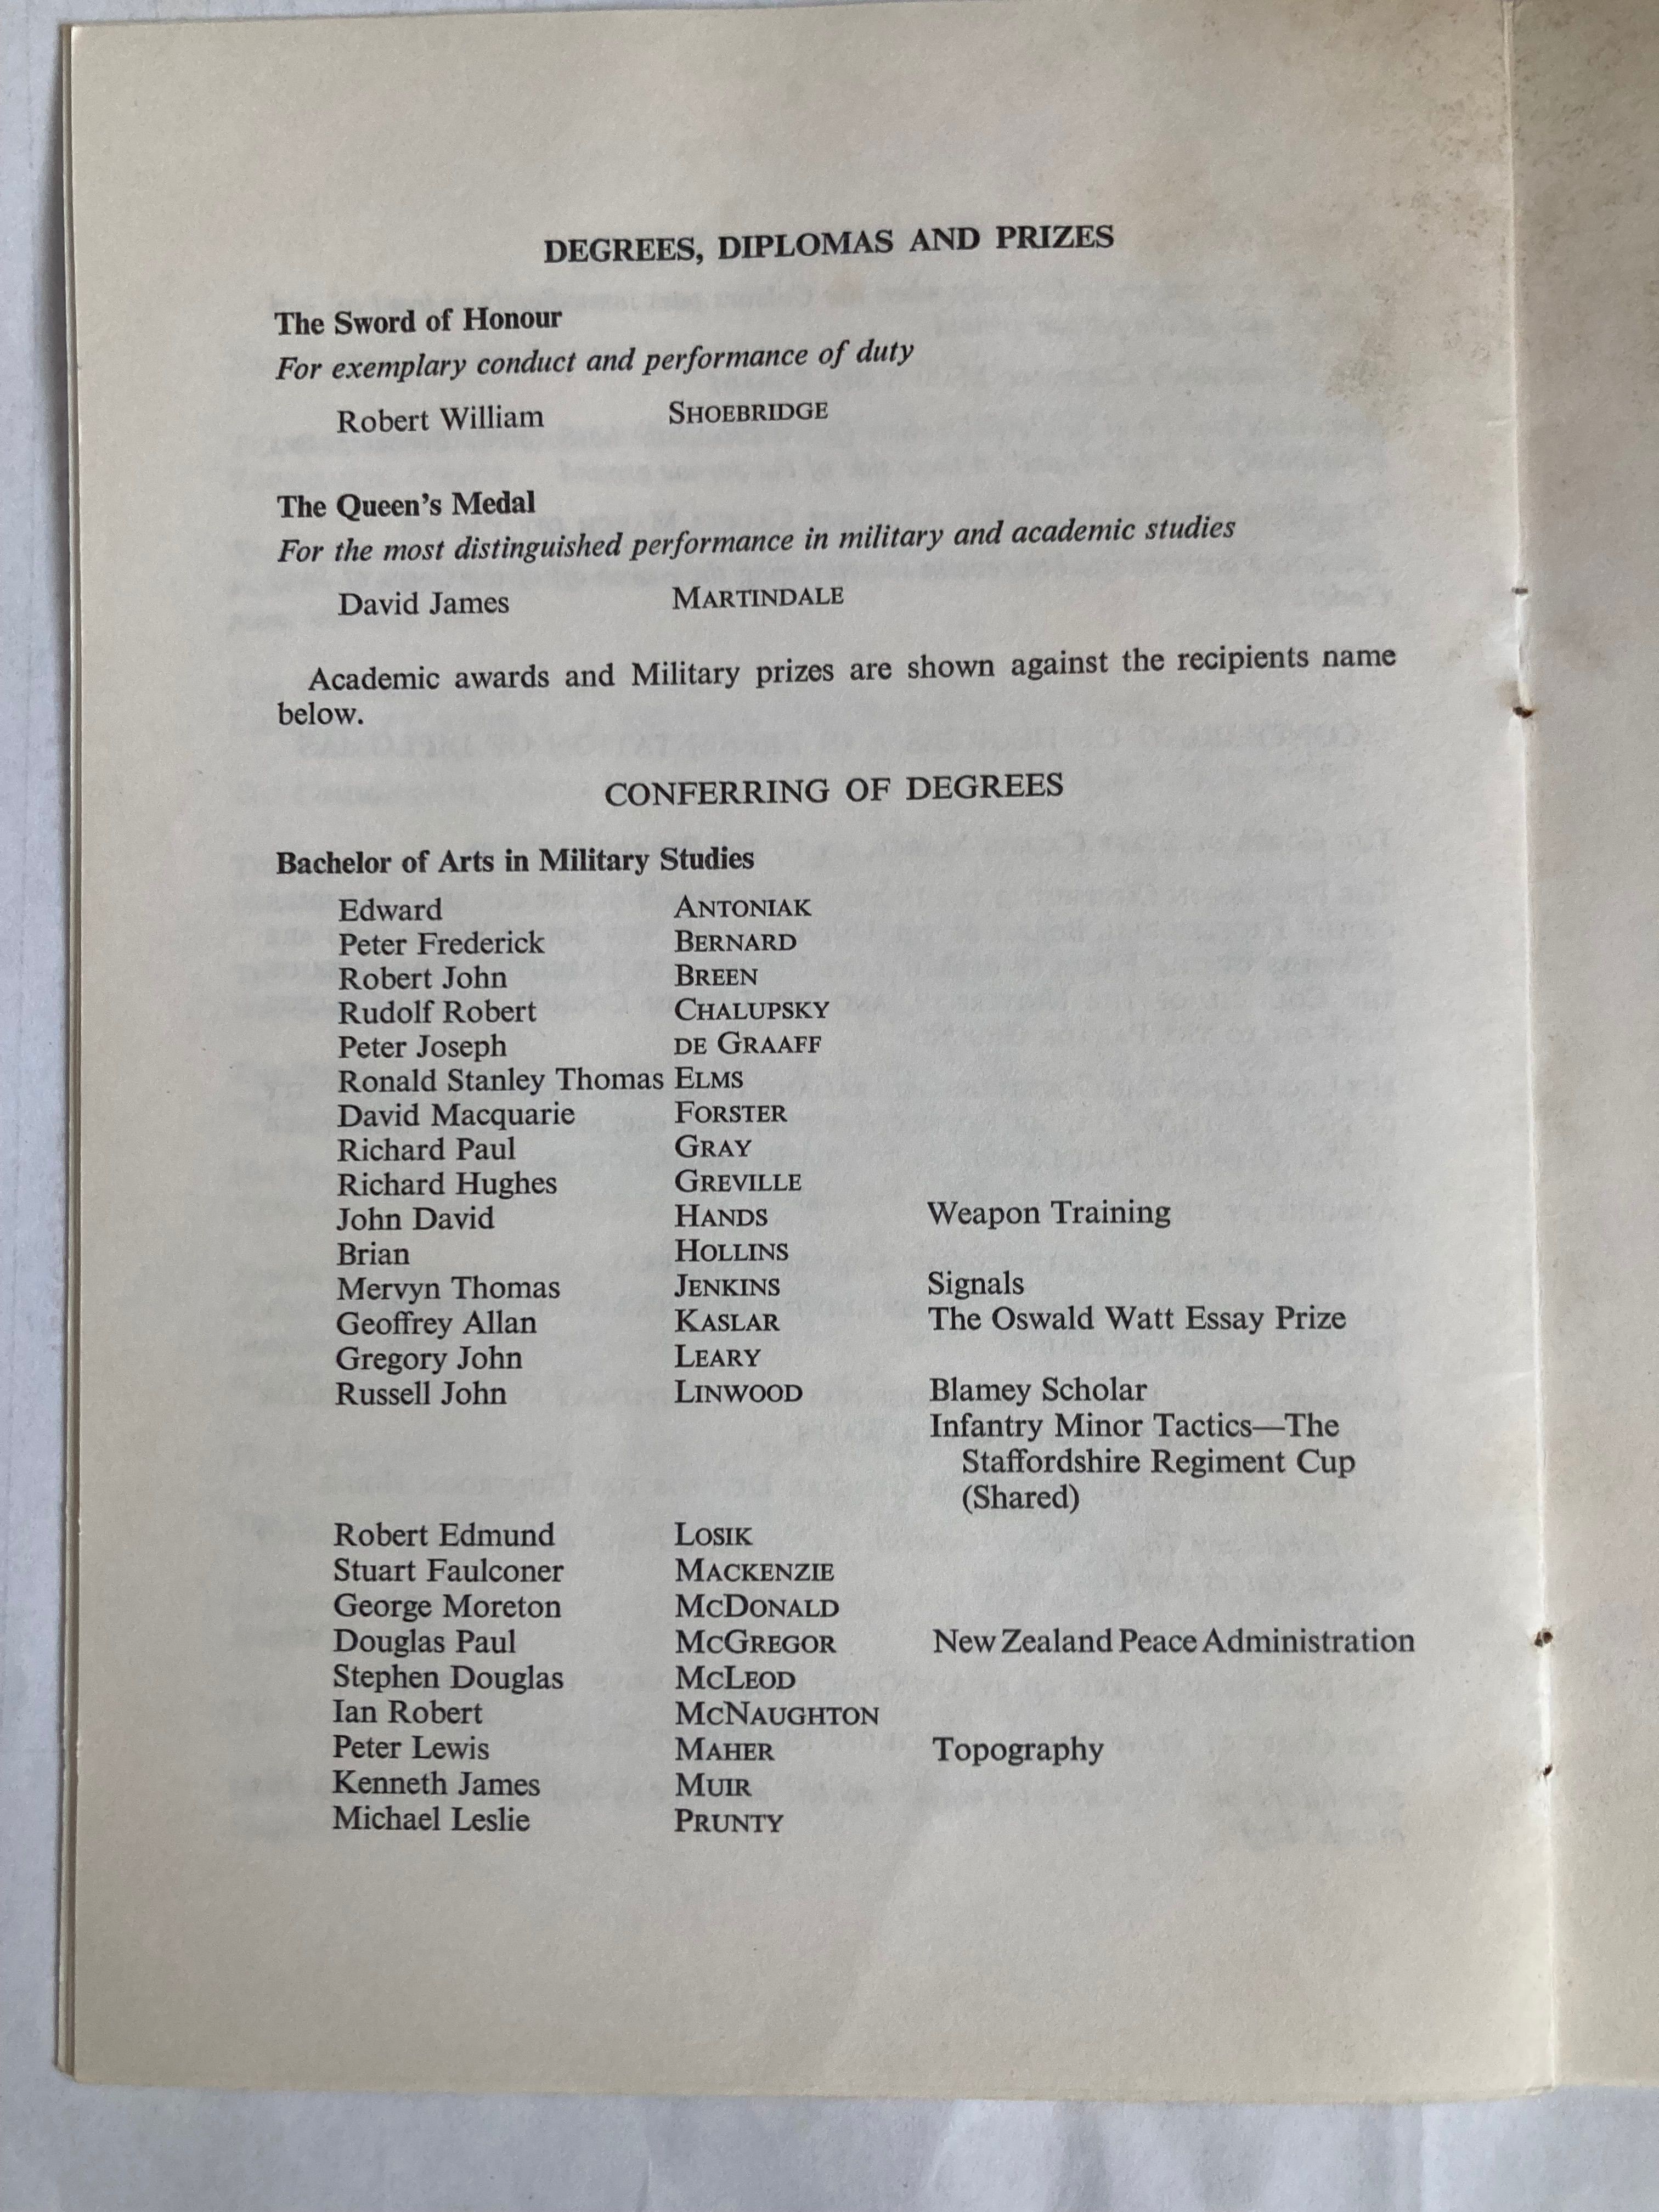 DEGREES, DIPLOMAS AND PRIZES
The Sword of Honour
For exemplary conduct and performance of duty
Robert William SHOEBRIDGE
The Queen's Medal
For the most distinguished performance in military and academic studies
David James MARTINDALE
Academic awards and Military prizes are shown against the recipients name
below.
CONFERRING OF DEGREES
Bachelor of Arts in Military Studies
Edward ANTONIAK
Peter Frederick BERNARD
Robert John BREEN
Rudolf Robert CHALUPSKY
Peter Joseph DE GRAAFF
Ronald Stanley Thomas ELMS
David Macquarie FORSTER
Richard Paul GRAY
Richard Hughes GREVILLE
John David HANDS Weapon Training
Brian HOLLINS
Mervyn Thomas JENKINS Signals
Geoffrey Allan KASLAR The Oswald Watt Essay Prize
Gregory John LEARY
Russell John LINWOOD Blamey Scholar
Infantry Minor Tactics—The
Staffordshire Regiment Cup
(Shared)
Robert Edmund LOSIK
Stuart Faulconer MACKENZIE
George Moreton MCDONALD
Douglas Paul MCGREGOR New Zealand Peace Administration
Stephen Douglas MCLEOD
Ian Robert MCNAUGHTON
Peter Lewis MAHER Topography
Kenneth James MUIR
Michael Leslie PRUNTY